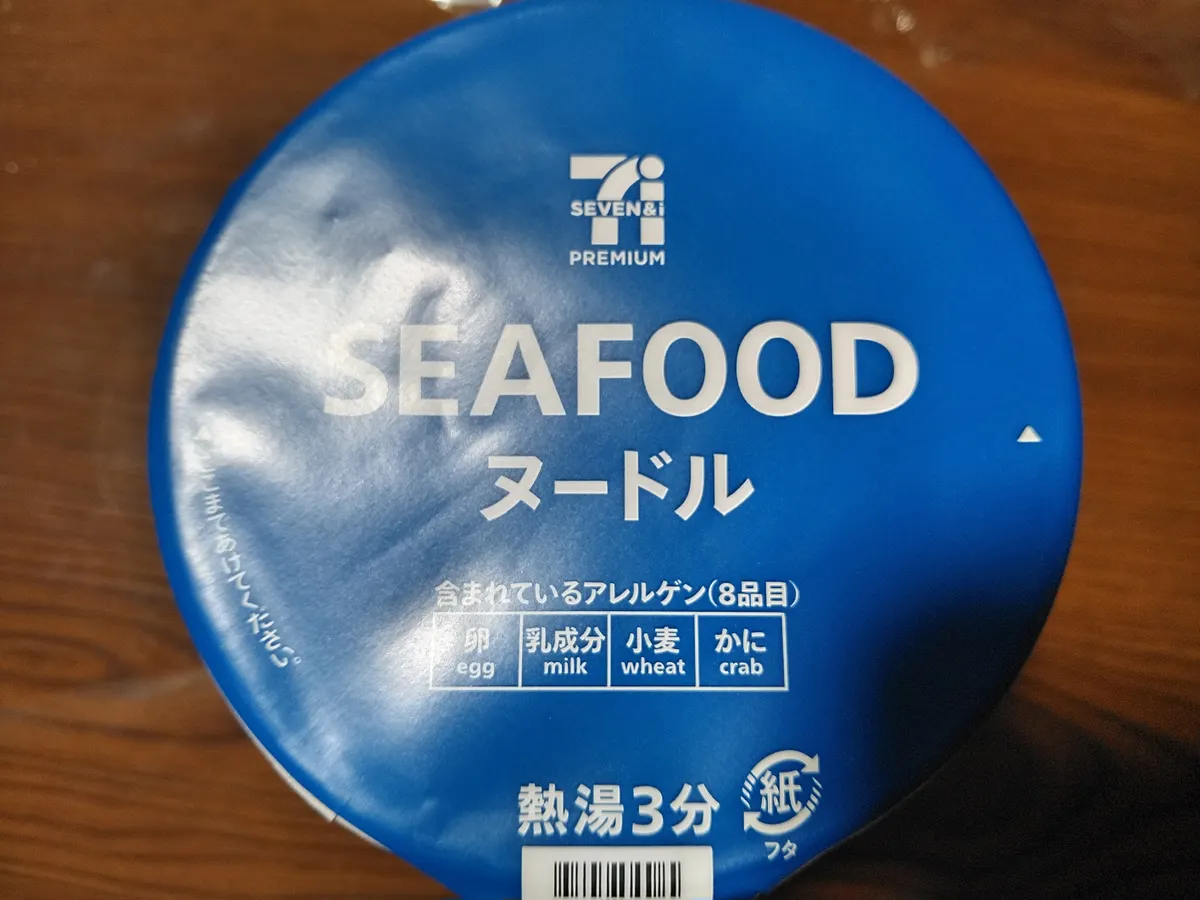 SEVEN&i
PREMIUM
SEAFOOD
ヌードル
ここまであけてください。
含まれているアレルゲン(8品目)
卵 乳成分 小麦 かに
egg milk wheat crab
熱湯3分
紙
フタ